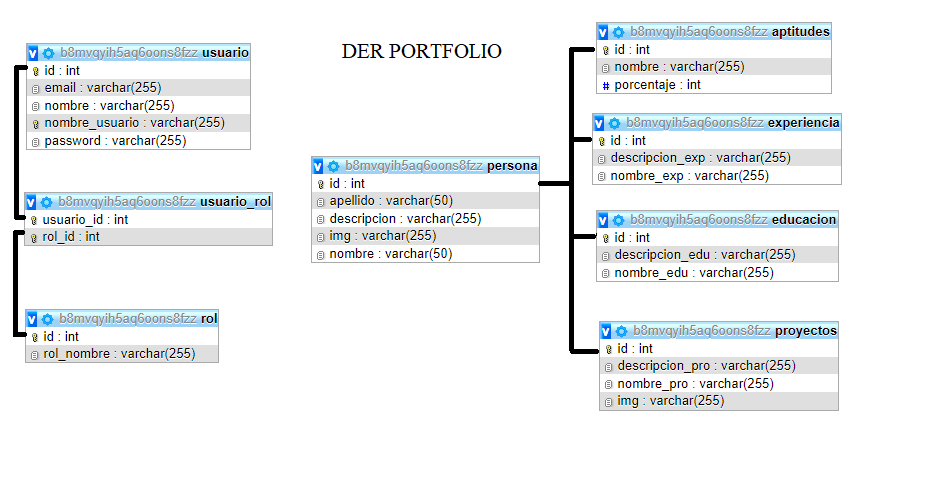 DER PORTFOLIO
b8mvqyih5aq6oons8fzz usuario
id : int
email : varchar(255)
nombre : varchar(255)
nombre_usuario : varchar(255)
password : varchar(255)
b8mvqyih5aq6oons8fzz usuario_rol
usuario_id : int
rol_id : int
b8mvqyih5aq6oons8fzz rol
id : int
rol_nombre : varchar(255)
b8mvqyih5aq6oons8fzz persona
id : int
apellido : varchar(50)
descripcion : varchar(255)
img : varchar(255)
nombre : varchar(50)
b8mvqyih5aq6oons8fzz aptitudes
id : int
nombre : varchar(255)
# porcentaje : int
b8mvqyih5aq6oons8fzz experiencia
id : int
descripcion_exp : varchar(255)
nombre_exp : varchar(255)
b8mvqyih5aq6oons8fzz educacion
id : int
descripcion_edu : varchar(255)
nombre_edu : varchar(255)
b8mvqyih5aq6oons8fzz proyectos
id : int
descripcion_pro : varchar(255)
nombre_pro : varchar(255)
img : varchar(255)